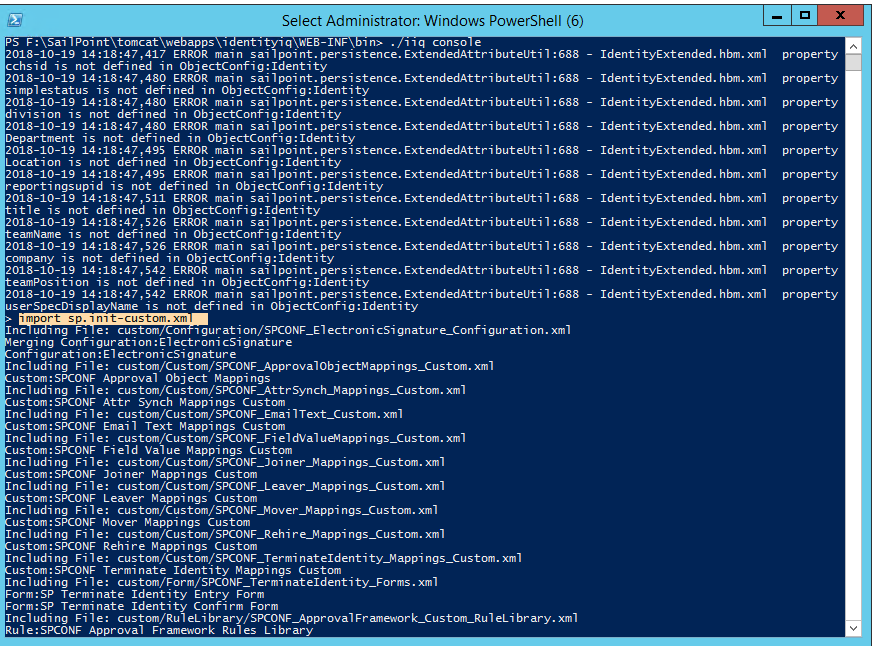 Select Administrator: Windows PowerShell (6)
PS F:\SailPoint\tomcat\webapps\identityiq\WEB-INF\bin> ./iiq console
2018-10-19 14:18:47,417 ERROR main sailpoint.persistence.ExtendedAttributeUtil:688 - IdentityExtended.hbm.xml  property
cchsid is not defined in ObjectConfig:Identity
2018-10-19 14:18:47,480 ERROR main sailpoint.persistence.ExtendedAttributeUtil:688 - IdentityExtended.hbm.xml  property
simplestatus is not defined in ObjectConfig:Identity
2018-10-19 14:18:47,480 ERROR main sailpoint.persistence.ExtendedAttributeUtil:688 - IdentityExtended.hbm.xml  property
division is not defined in ObjectConfig:Identity
2018-10-19 14:18:47,480 ERROR main sailpoint.persistence.ExtendedAttributeUtil:688 - IdentityExtended.hbm.xml  property
Department is not defined in ObjectConfig:Identity
2018-10-19 14:18:47,495 ERROR main sailpoint.persistence.ExtendedAttributeUtil:688 - IdentityExtended.hbm.xml  property
Location is not defined in ObjectConfig:Identity
2018-10-19 14:18:47,495 ERROR main sailpoint.persistence.ExtendedAttributeUtil:688 - IdentityExtended.hbm.xml  property
reportingsupid is not defined in ObjectConfig:Identity
2018-10-19 14:18:47,511 ERROR main sailpoint.persistence.ExtendedAttributeUtil:688 - IdentityExtended.hbm.xml  property
title is not defined in ObjectConfig:Identity
2018-10-19 14:18:47,526 ERROR main sailpoint.persistence.ExtendedAttributeUtil:688 - IdentityExtended.hbm.xml  property
teamName is not defined in ObjectConfig:Identity
2018-10-19 14:18:47,526 ERROR main sailpoint.persistence.ExtendedAttributeUtil:688 - IdentityExtended.hbm.xml  property
company is not defined in ObjectConfig:Identity
2018-10-19 14:18:47,542 ERROR main sailpoint.persistence.ExtendedAttributeUtil:688 - IdentityExtended.hbm.xml  property
teamPosition is not defined in ObjectConfig:Identity
2018-10-19 14:18:47,542 ERROR main sailpoint.persistence.ExtendedAttributeUtil:688 - IdentityExtended.hbm.xml  property
userSpecDisplayName is not defined in ObjectConfig:Identity
> import sp.init-custom.xml
Including File: custom/Configuration/SPCONF_ElectronicSignature_Configuration.xml
Merging Configuration:ElectronicSignature
Configuration:ElectronicSignature
Including File: custom/Custom/SPCONF_ApprovalObjectMappings_Custom.xml
Custom:SPCONF Approval Object Mappings
Including File: custom/Custom/SPCONF_AttrSynch_Mappings_Custom.xml
Custom:SPCONF Attr Synch Mappings Custom
Including File: custom/Custom/SPCONF_EmailText_Custom.xml
Custom:SPCONF Email Text Mappings Custom
Including File: custom/Custom/SPCONF_FieldValueMappings_Custom.xml
Custom:SPCONF Field Value Mappings Custom
Including File: custom/Custom/SPCONF_Joiner_Mappings_Custom.xml
Custom:SPCONF Joiner Mappings Custom
Including File: custom/Custom/SPCONF_Leaver_Mappings_Custom.xml
Custom:SPCONF Leaver Mappings Custom
Including File: custom/Custom/SPCONF_Mover_Mappings_Custom.xml
Custom:SPCONF Mover Mappings Custom
Including File: custom/Custom/SPCONF_Rehire_Mappings_Custom.xml
Custom:SPCONF Rehire Mappings Custom
Including File: custom/Custom/SPCONF_TerminateIdentity_Mappings_Custom.xml
Custom:SPCONF Terminate Identity Mappings Custom
Including File: custom/Form/SPCONF_TerminateIdentity_Forms.xml
Form:SP Terminate Identity Entry Form
Form:SP Terminate Identity Confirm Form
Including File: custom/RuleLibrary/SPCONF_ApprovalFramework_Custom_RuleLibrary.xml
Rule:SPCONF Approval Framework Rules Library